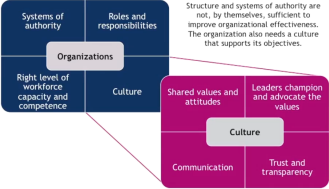 Structure and systems of authority are
not, by themselves, sufficient to
improve organizational effectiveness.
The organization also needs a culture
that supports its objectives.
Systems of
authority
Roles and
responsibilities
Organizations
Right level of
workforce
capacity and
competence
Culture
Shared values and
attitudes
Leaders champion
and advocate the
values
Culture
Communication
Trust and
transparency